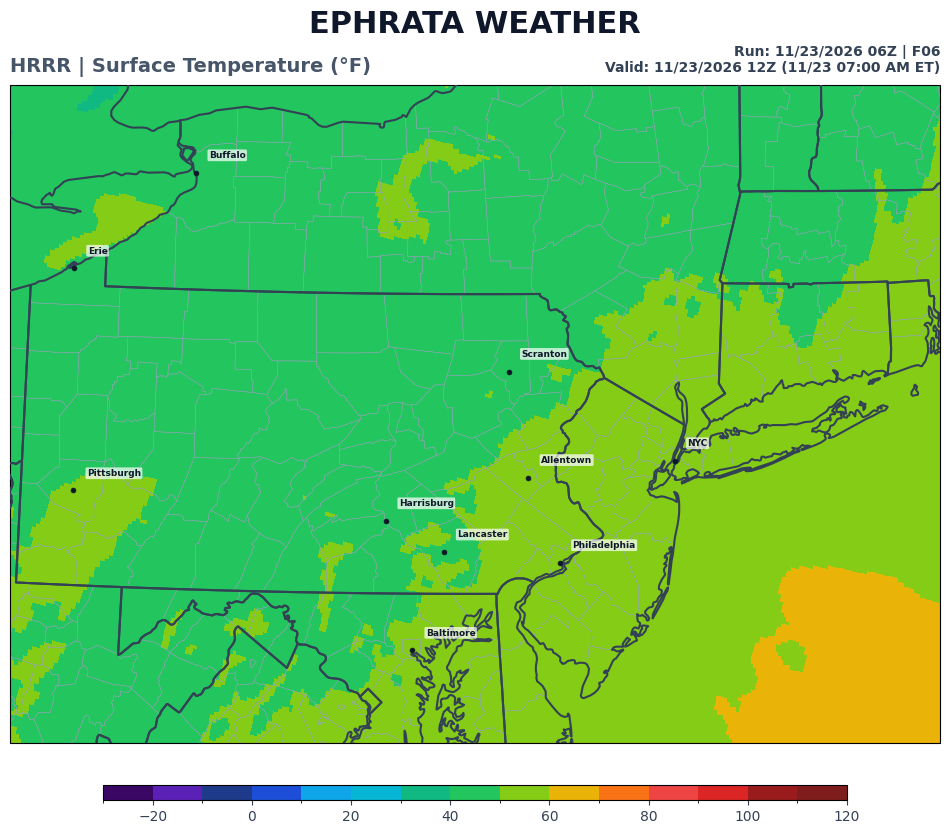 EPHRATA WEATHER
HRRR | Surface Temperature (°F)
Run: 11/23/2026 06Z | F06
Valid: 11/23/2026 12Z (11/23 07:00 AM ET)
Buffalo
Erie
Scranton
NYC
Allentown
Pittsburgh
Harrisburg
Lancaster
Philadelphia
Baltimore
−20 0 20 40 60 80 100 120